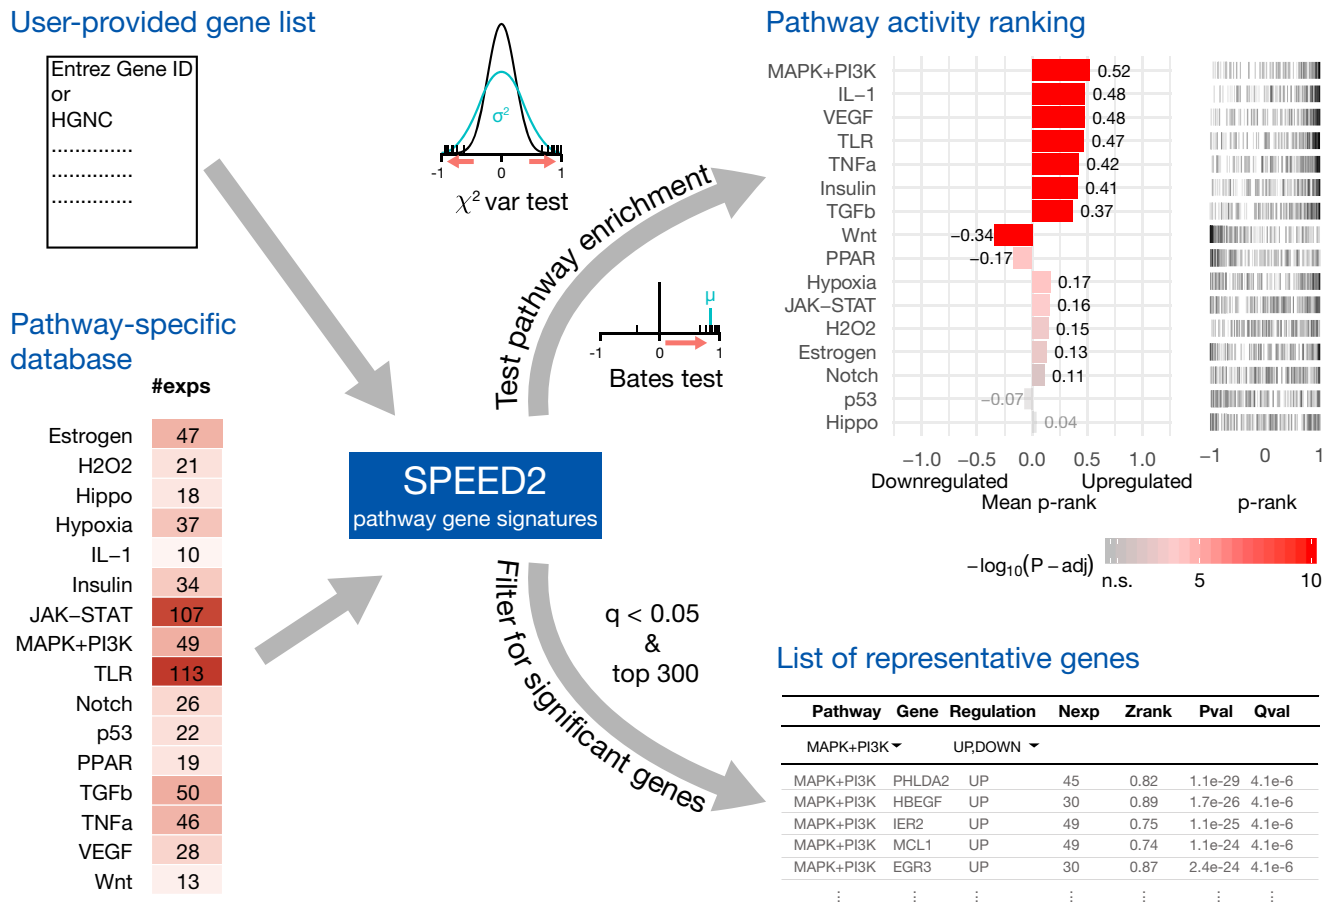 User-provided gene list
Entrez Gene ID
or
HGNC
..............
..............
..............
Pathway-specific
database
#exps
Estrogen 47
H2O2 21
Hippo 18
Hypoxia 37
IL−1 10
Insulin 34
JAK−STAT 107
MAPK+PI3K 49
TLR 113
Notch 26
p53 22
PPAR 19
TGFb 50
TNFa 46
VEGF 28
Wnt 13
σ²
-1 0 1
χ² var test
Test pathway enrichment
μ
-1 0 1
Bates test
SPEED2
pathway gene signatures
Filter for significant genes
q < 0.05
&
top 300
Pathway activity ranking
MAPK+PI3K 0.52
IL−1 0.48
VEGF 0.48
TLR 0.47
TNFa 0.42
Insulin 0.41
TGFb 0.37
Wnt −0.34
PPAR −0.17
Hypoxia 0.17
JAK−STAT 0.16
H2O2 0.15
Estrogen 0.13
Notch 0.11
p53 −0.07
Hippo 0.04
−1.0 −0.5 0.0 0.5 1.0
Downregulated Upregulated
Mean p-rank
−1 0 1
p-rank
−log₁₀(P − adj)
n.s. 5 10
List of representative genes
Pathway Gene Regulation Nexp Zrank Pval Qval
MAPK+PI3K UP,DOWN
MAPK+PI3K PHLDA2 UP 45 0.82 1.1e-29 4.1e-6
MAPK+PI3K HBEGF UP 30 0.89 1.7e-26 4.1e-6
MAPK+PI3K IER2 UP 49 0.75 1.1e-25 4.1e-6
MAPK+PI3K MCL1 UP 49 0.74 1.1e-24 4.1e-6
MAPK+PI3K EGR3 UP 30 0.87 2.4e-24 4.1e-6
⋮ ⋮ ⋮ ⋮ ⋮ ⋮ ⋮